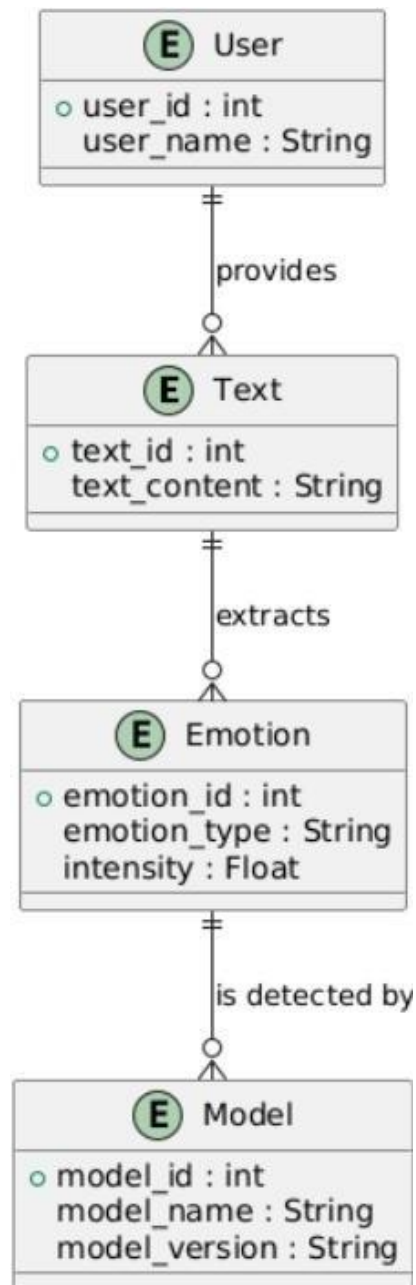 E User
user_id : int
user_name : String
provides
E Text
text_id : int
text_content : String
extracts
E Emotion
emotion_id : int
emotion_type : String
intensity : Float
is detected by
E Model
model_id : int
model_name : String
model_version : String